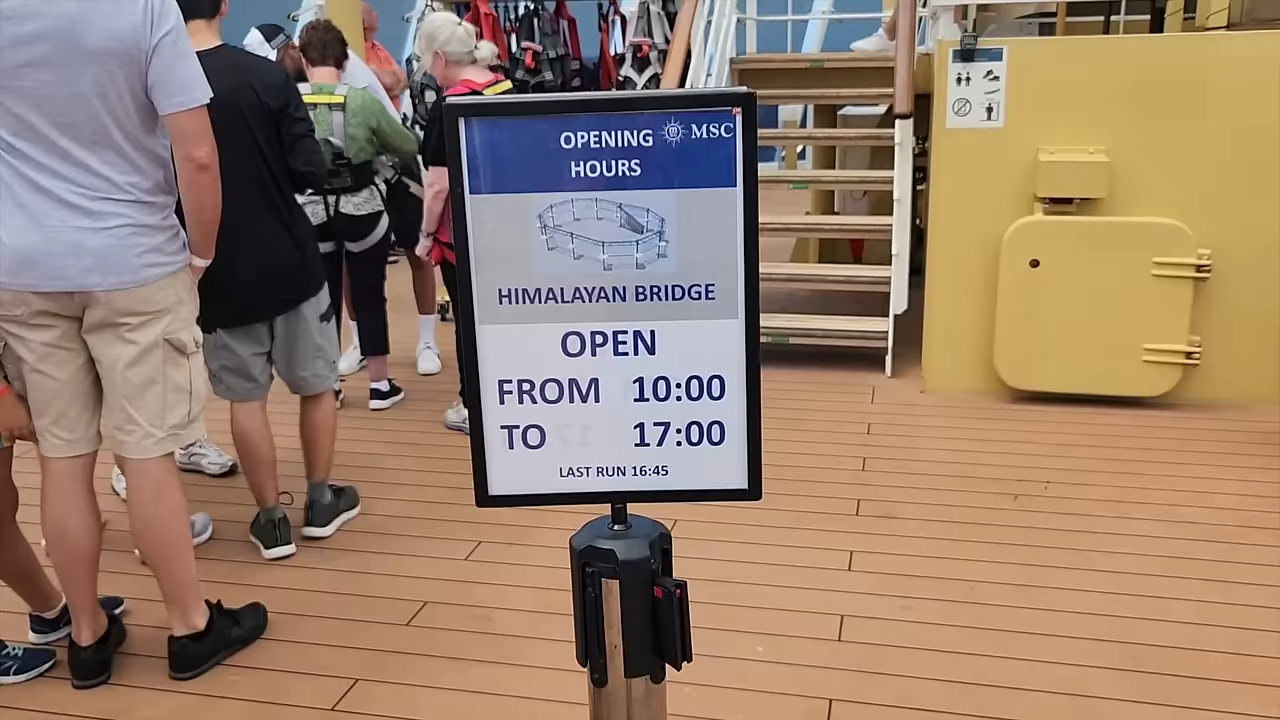 OPENING
HOURS
MSC
HIMALAYAN BRIDGE
OPEN
FROM 10:00
TO 17:00
LAST RUN 16:45